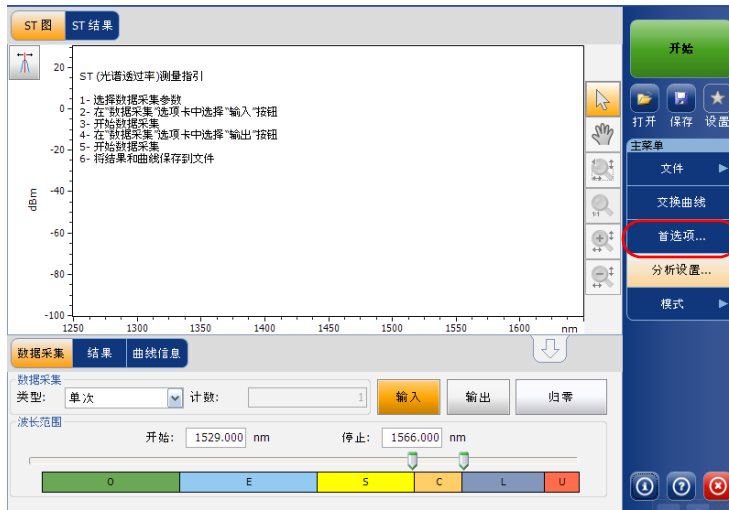 ST 图 ST 结果
开始
打开 保存 设置
主菜单
文件
交换曲线
首选项...
分析设置...
模式
ST (光谱透过率)测量指引
1- 选择数据采集参数
2- 在"数据采集"选项卡中选择"输入"按钮
3- 开始数据采集
4- 在"数据采集"选项卡中选择"输出"按钮
5- 开始数据采集
6- 将结果和曲线保存到文件
dBm
20
0
-20
-40
-60
-80
-100
1250 1300 1350 1400 1450 1500 1550 1600 nm
1:1
数据采集 结果 曲线信息
数据采集
类型: 单次 计数: 1 输入 输出 归零
波长范围
开始: 1529.000 nm 停止: 1566.000 nm
O E S C L U